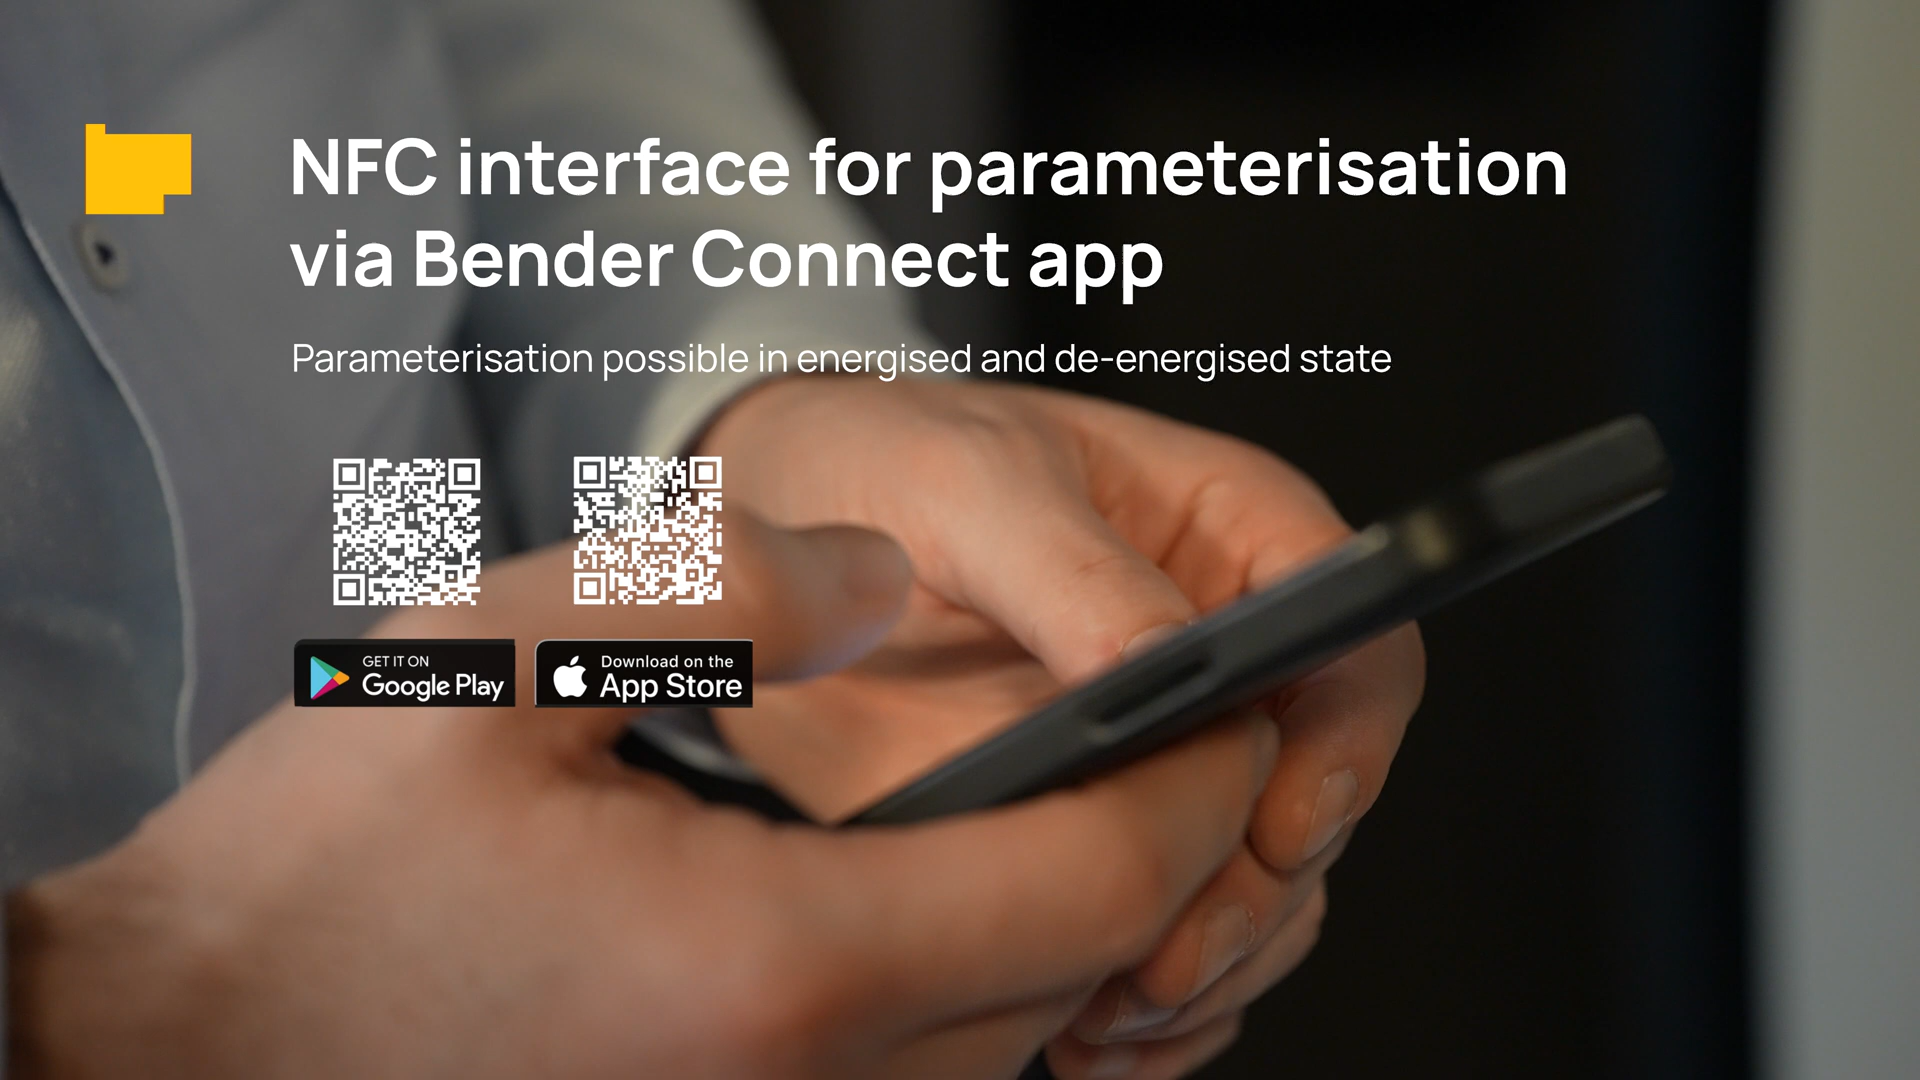 NFC interface for parameterisation
via Bender Connect app
Parameterisation possible in energised and de-energised state
GET IT ON
Google Play
Download on the
App Store